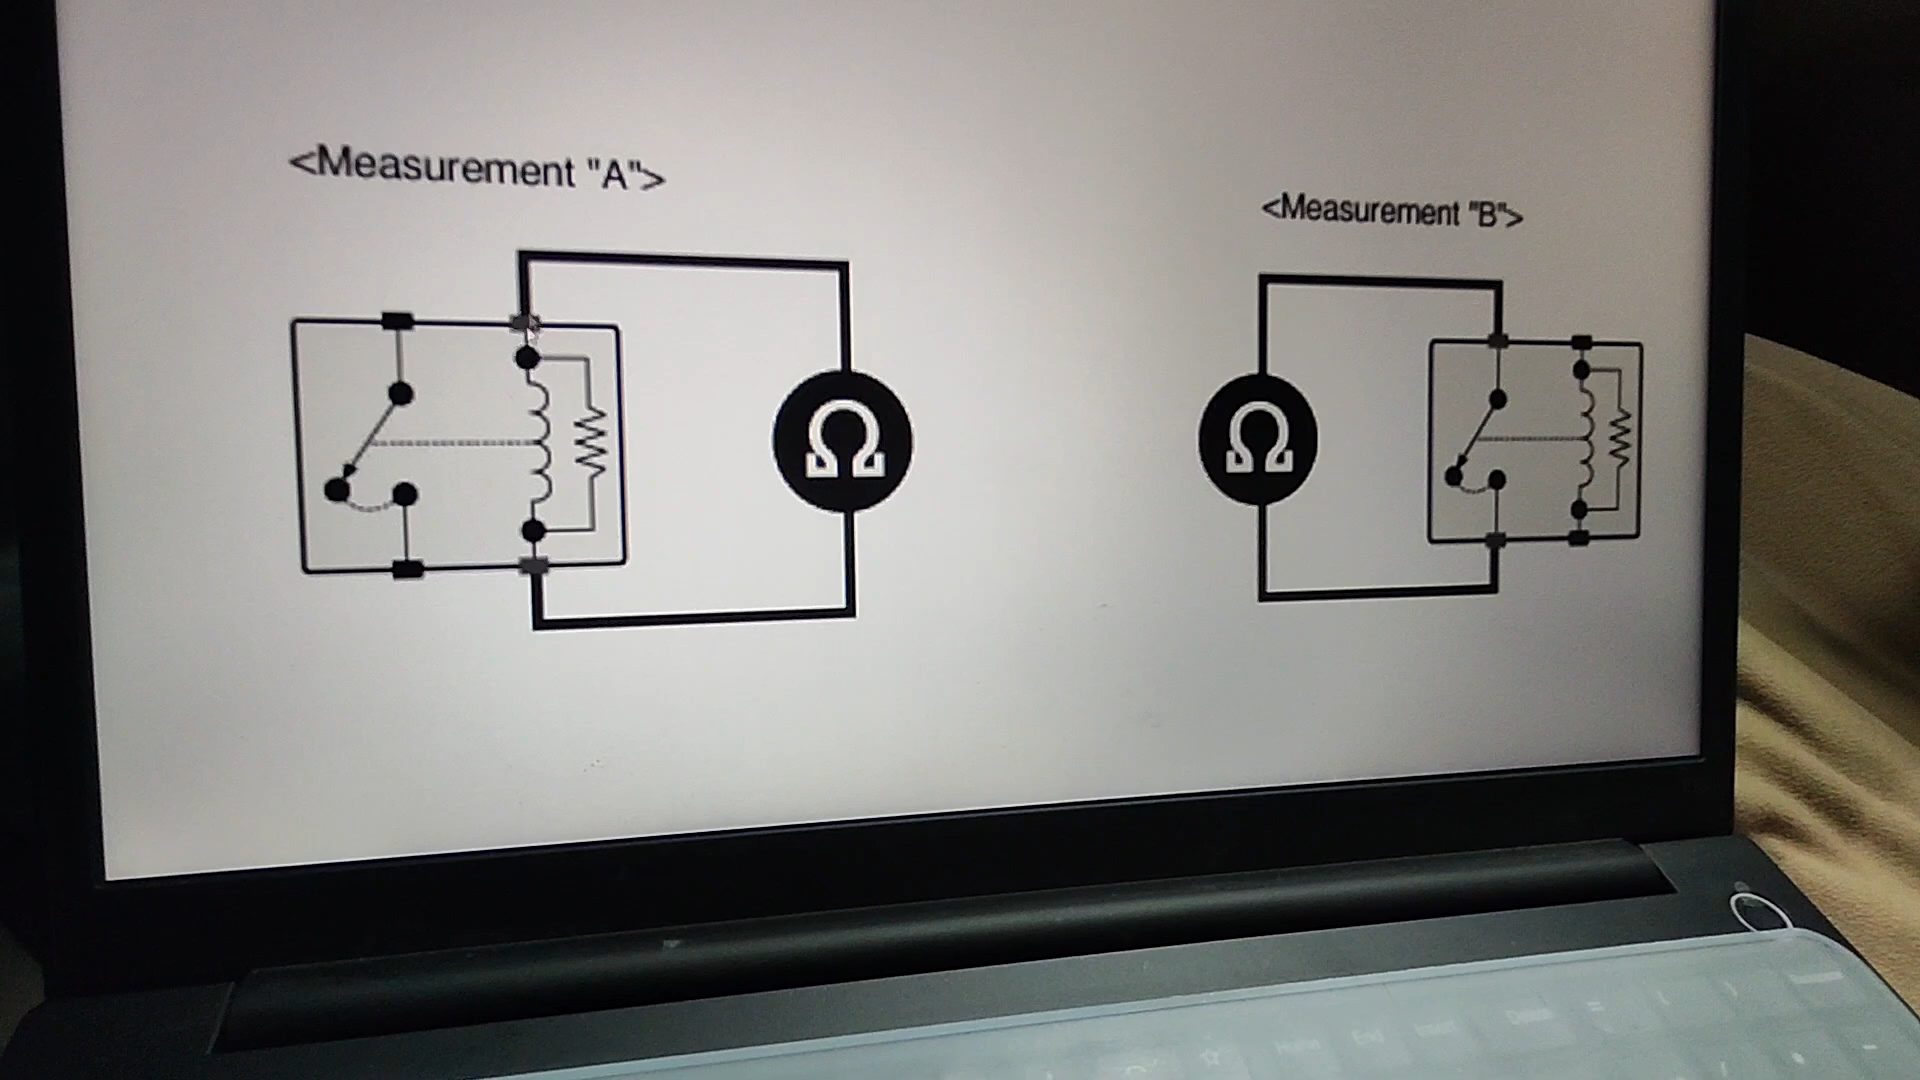 <Measurement "A">
<Measurement "B">
Ω
Ω